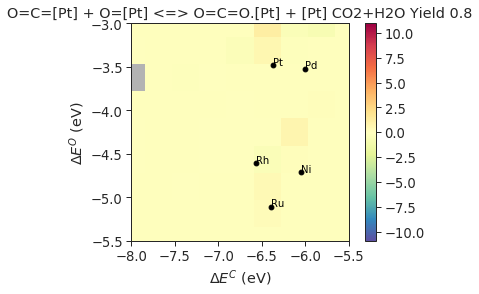 O=C=[Pt] + O=[Pt] <=> O=C=O.[Pt] + [Pt] CO2+H2O Yield 0.8
−3.0
−3.5
−4.0
−4.5
−5.0
−5.5
ΔE^O (eV)
Pt
Pd
Rh
Ni
Ru
−8.0 −7.5 −7.0 −6.5 −6.0 −5.5
ΔE^C (eV)
10.0
7.5
5.0
2.5
0.0
−2.5
−5.0
−7.5
−10.0